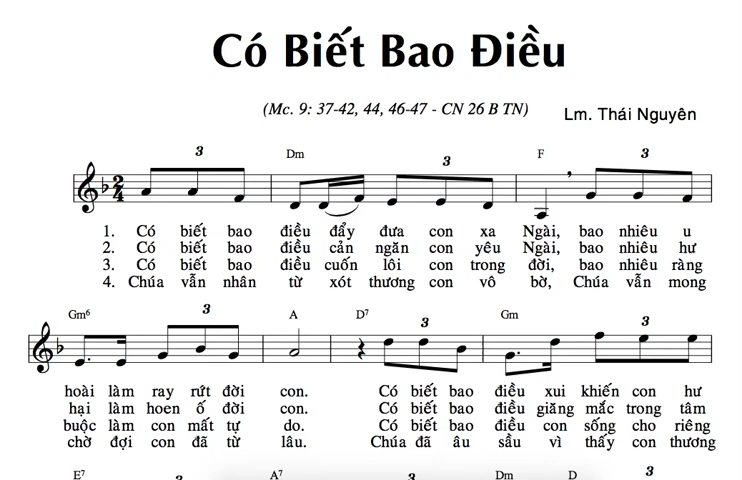 Có Biết Bao Điều
(Mc. 9: 37-42, 44, 46-47 - CN 26 B TN)
Lm. Thái Nguyên
3 Dm 3 F 3
2 4
1. Có biết bao điều đẩy đưa con xa Ngài, bao nhiêu u
2. Có biết bao điều cản ngăn con yêu Ngài, bao nhiêu hư
3. Có biết bao điều cuốn lôi con trong đời, bao nhiêu ràng
4. Chúa vẫn nhân từ xót thương con vô bờ, Chúa vẫn mong
Gm6 3 A D7 3 Gm 3
hoài làm ray rứt đời con. Có biết bao điều xui khiến con hư
hại làm hoen ố đời con. Có biết bao điều giăng mắc trong tâm
buộc làm con mất tự do. Có biết bao điều con sống cho riêng
chờ đợi con đã từ lâu. Chúa đã âu sầu vì thấy con thương
E7 3 A7 3 Dm D 3